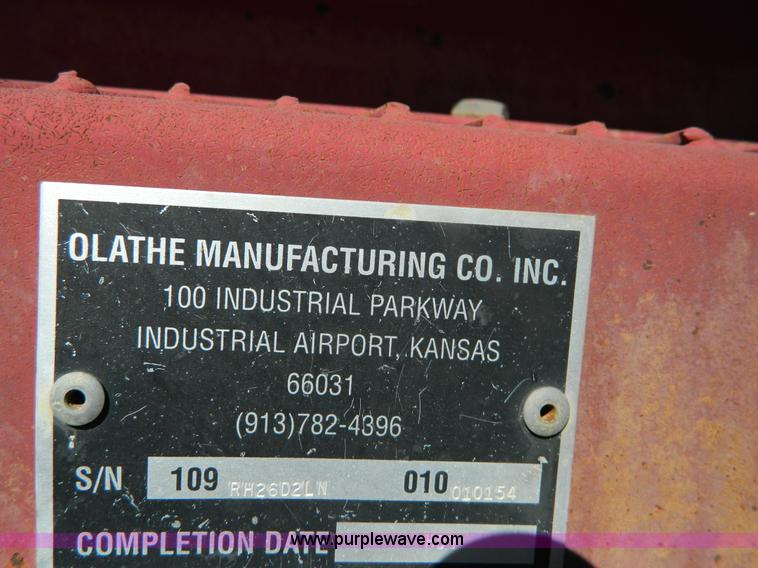 OLATHE MANUFACTURING CO. INC.
100 INDUSTRIAL PARKWAY
INDUSTRIAL AIRPORT, KANSAS
66031
(913)782-4396
S/N 109 RH26D2LN 010 010154
COMPLETION DATE
www.purplewave.com